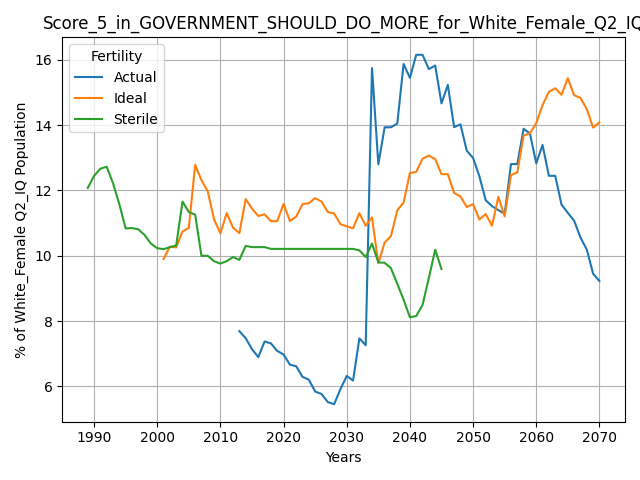 Score_5_in_GOVERNMENT_SHOULD_DO_MORE_for_White_Female_Q2_IQ
Fertility
Actual
Ideal
Sterile
16
14
12
10
8
6
% of White_Female Q2_IQ Population
1990 2000 2010 2020 2030 2040 2050 2060 2070
Years